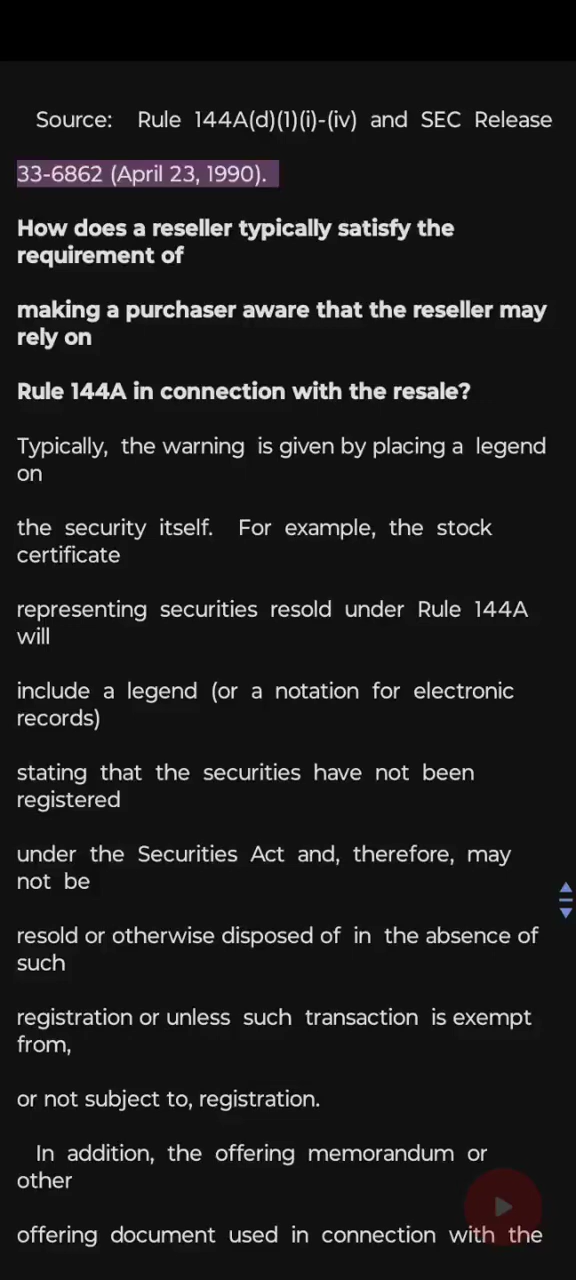 Source: Rule 144A(d)(1)(i)-(iv) and SEC Release
33-6862 (April 23, 1990).
How does a reseller typically satisfy the
requirement of
making a purchaser aware that the reseller may
rely on
Rule 144A in connection with the resale?
Typically, the warning is given by placing a legend
on
the security itself. For example, the stock
certificate
representing securities resold under Rule 144A
will
include a legend (or a notation for electronic
records)
stating that the securities have not been
registered
under the Securities Act and, therefore, may
not be
resold or otherwise disposed of in the absence of
such
registration or unless such transaction is exempt
from,
or not subject to, registration.
In addition, the offering memorandum or
other
offering document used in connection with the